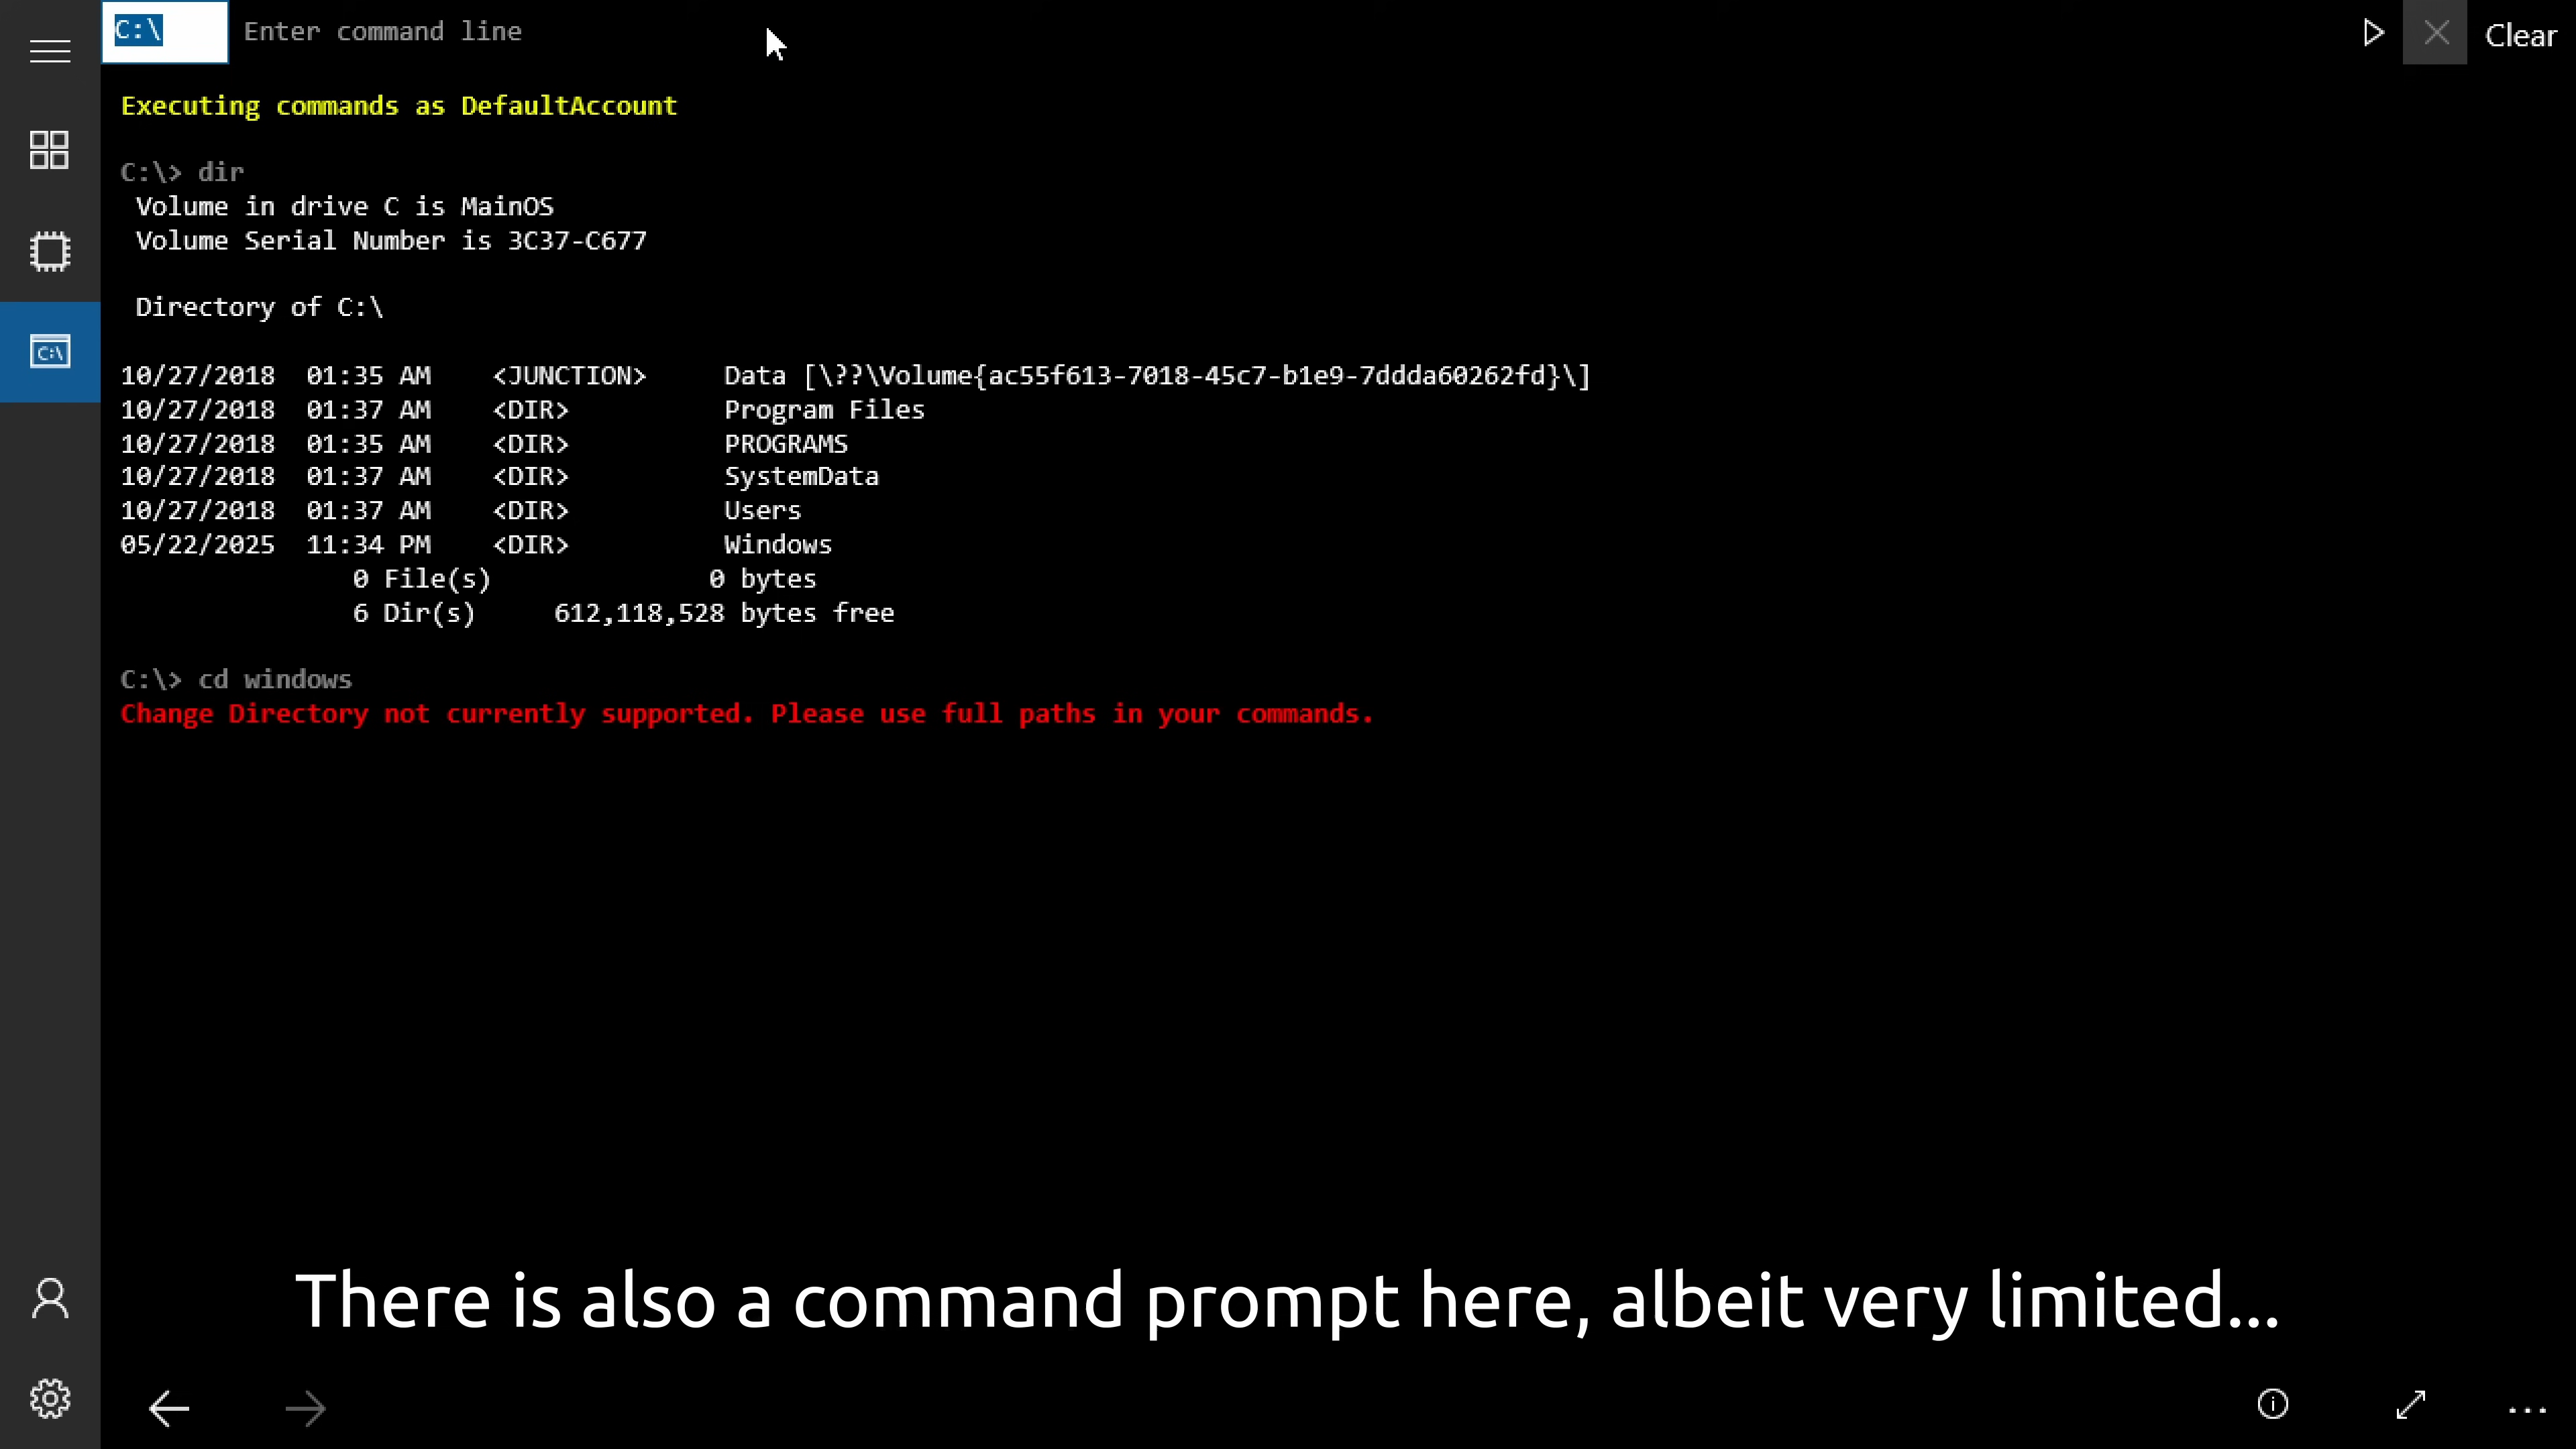 C:\ Enter command line Clear
Executing commands as DefaultAccount
C:\> dir
Volume in drive C is MainOS
Volume Serial Number is 3C37-C677
Directory of C:\
C:\
10/27/2018 01:35 AM <JUNCTION> Data [\??\Volume{ac55f613-7018-45c7-b1e9-7ddda60262fd}\]
10/27/2018 01:37 AM <DIR> Program Files
10/27/2018 01:35 AM <DIR> PROGRAMS
10/27/2018 01:37 AM <DIR> SystemData
10/27/2018 01:37 AM <DIR> Users
05/22/2025 11:34 PM <DIR> Windows
0 File(s) 0 bytes
6 Dir(s) 612,118,528 bytes free
C:\> cd windows
Change Directory not currently supported. Please use full paths in your commands.
There is also a command prompt here, albeit very limited...